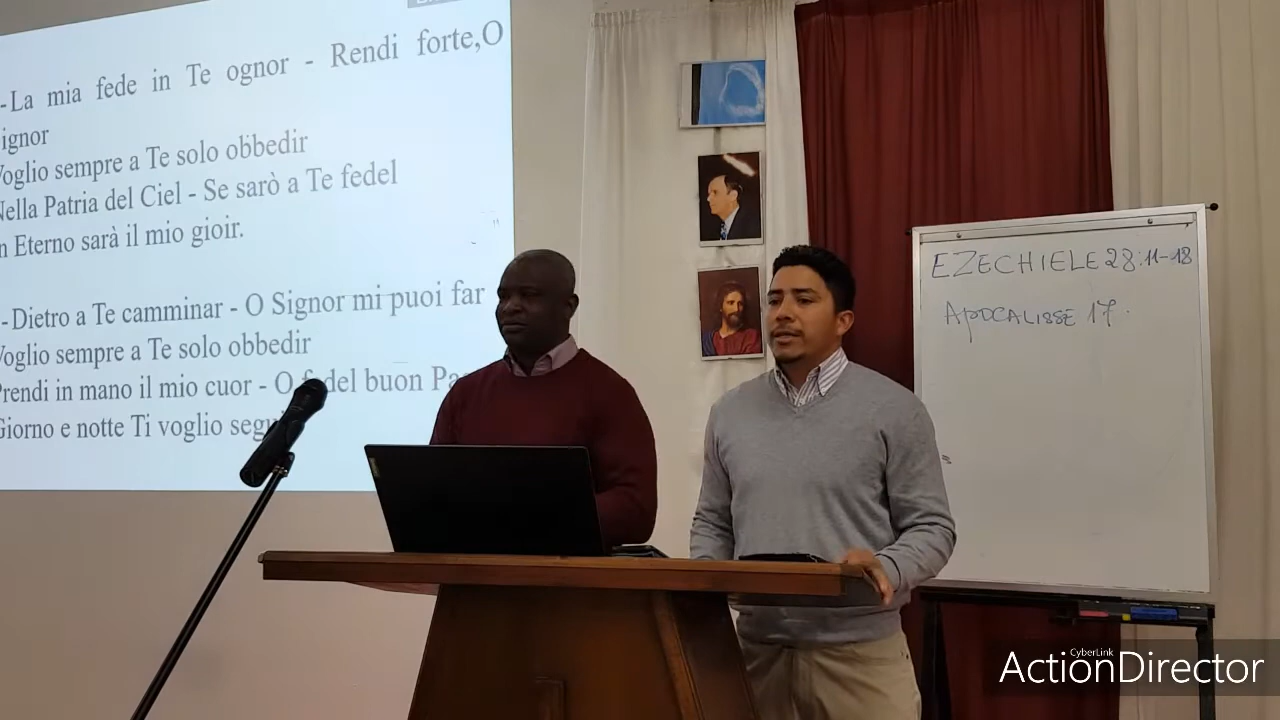 -La mia fede in Te ognor - Rendi forte,O
ignor
Voglio sempre a Te solo obbedir
Nella Patria del Ciel - Se sarò a Te fedel
n Eterno sarà il mio gioir.
-Dietro a Te camminar - O Signor mi puoi far
Voglio sempre a Te solo obbedir
Prendi in mano il mio cuor - O fedel buon Pa
Giorno e notte Ti voglio segu
EZECHIELE 28:11-18
APOCALISSE 17.
CyberLink
ActionDirector